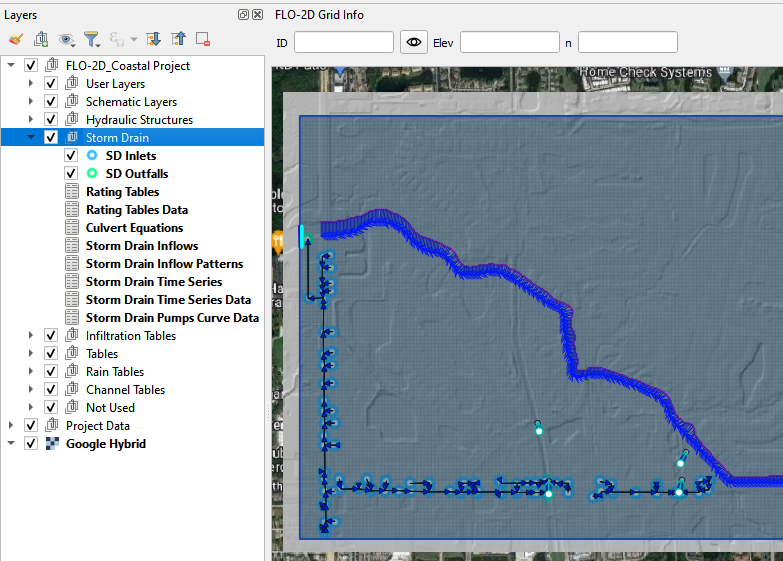 Layers
FLO-2D Grid Info
ID
Elev
n
FLO-2D_Coastal Project
User Layers
Schematic Layers
Hydraulic Structures
Storm Drain
SD Inlets
SD Outfalls
Rating Tables
Rating Tables Data
Culvert Equations
Storm Drain Inflows
Storm Drain Inflow Patterns
Storm Drain Time Series
Storm Drain Time Series Data
Storm Drain Pumps Curve Data
Infiltration Tables
Tables
Rain Tables
Channel Tables
Not Used
Project Data
Google Hybrid
Home Check Systems